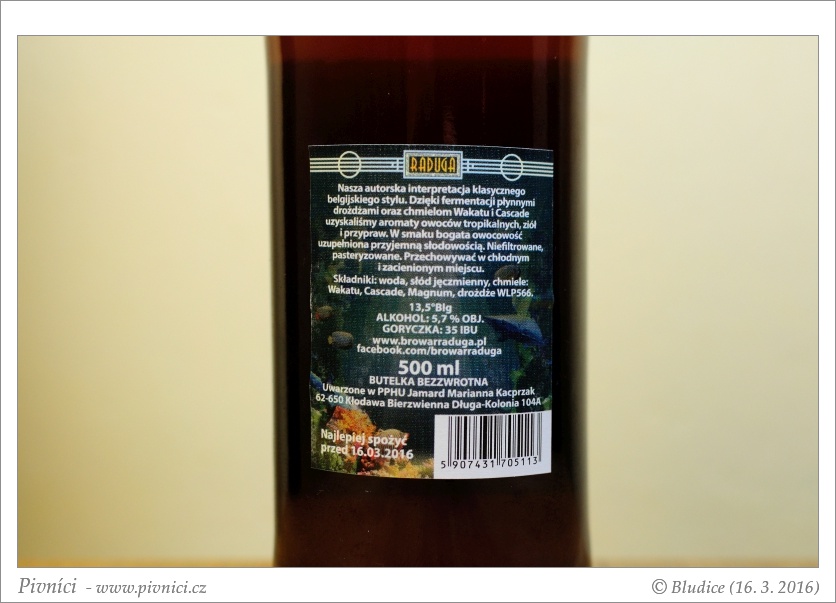 RADUGA
Nasza autorska interpretacja klasycznego
belgijskiego stylu. Dzięki fermentacji płynnymi
drożdżami oraz chmielom Wakatu i Cascade
uzyskaliśmy aromaty owoców tropikalnych, ziół
i przypraw. W smaku bogata owocowość
uzupełniona przyjemną słodowością. Niefiltrowane,
pasteryzowane. Przechowywać w chłodnym
i zacienionym miejscu.
Składniki: woda, słód jęczmienny, chmiele:
Wakatu, Cascade, Magnum, drożdże WLP566.
13,5°Blg
ALKOHOL: 5,7 % OBJ.
GORYCZKA: 35 IBU
www.browarraduga.pl
facebook.com/browarraduga
500 ml
BUTELKA BEZZWROTNA
Uwarzone w PPHU Jamard Marianna Kacprzak
62-650 Kłodawa Bierzwienna Długa-Kolonia 104A
Najlepiej spożyć
przed 16.03.2016
5 907431 705113
Pivníci - www.pivnici.cz
© Bludice (16. 3. 2016)